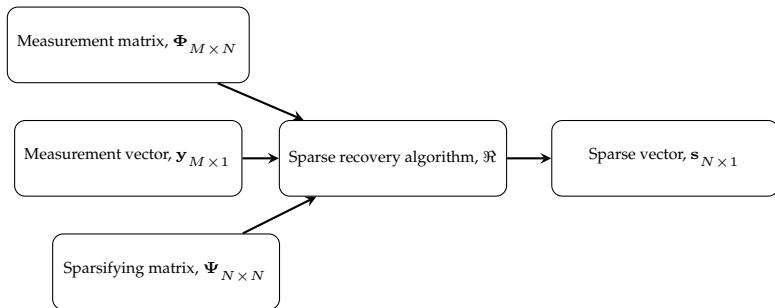 Measurement matrix, Φ_{M×N}
Measurement vector, y_{M×1}
Sparse recovery algorithm, ℜ
Sparse vector, s_{N×1}
Sparsifying matrix, Ψ_{N×N}